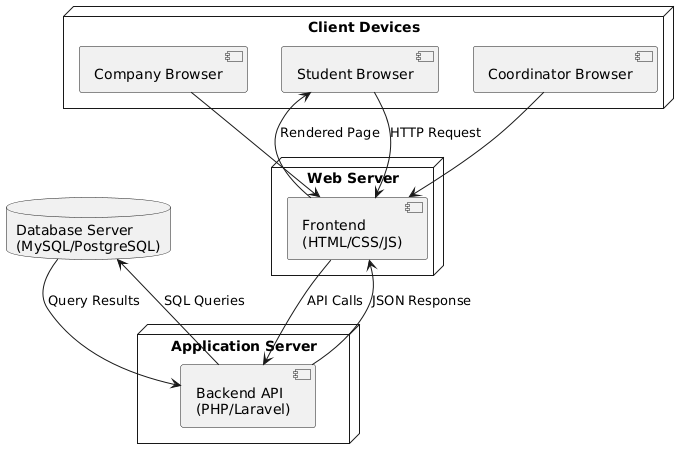 Client Devices
Company Browser
Student Browser
Coordinator Browser
Rendered Page
HTTP Request
Web Server
Frontend
(HTML/CSS/JS)
Database Server
(MySQL/PostgreSQL)
Query Results
SQL Queries
API Calls
JSON Response
Application Server
Backend API
(PHP/Laravel)